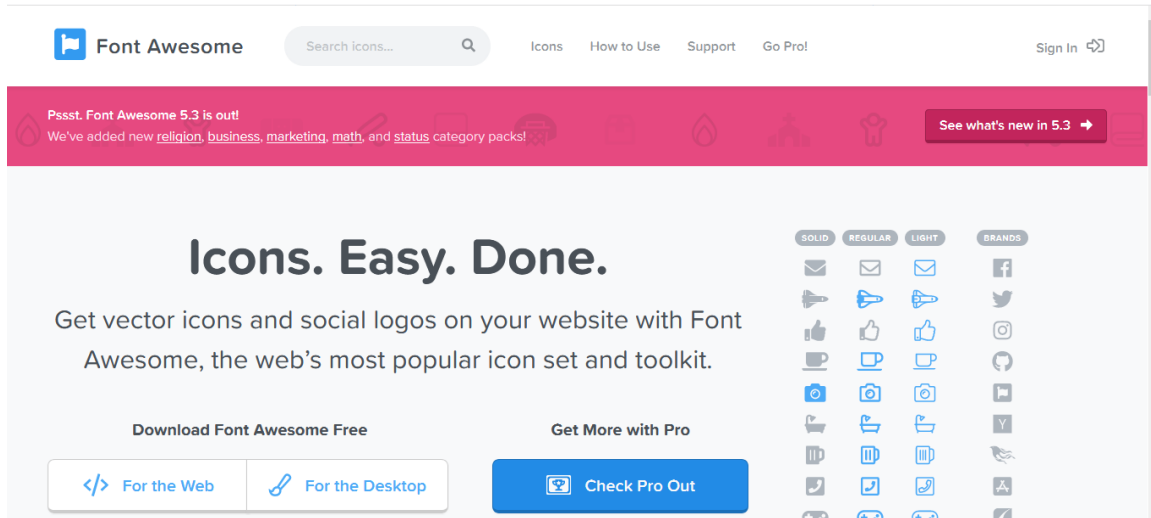 Font Awesome
Search icons...
Icons
How to Use
Support
Go Pro!
Sign In
Pssst. Font Awesome 5.3 is out!
We've added new religion, business, marketing, math, and status category packs!
See what's new in 5.3
Icons. Easy. Done.
Get vector icons and social logos on your website with Font
Awesome, the web’s most popular icon set and toolkit.
Download Font Awesome Free
For the Web
For the Desktop
Get More with Pro
Check Pro Out
SOLID
REGULAR
LIGHT
BRANDS